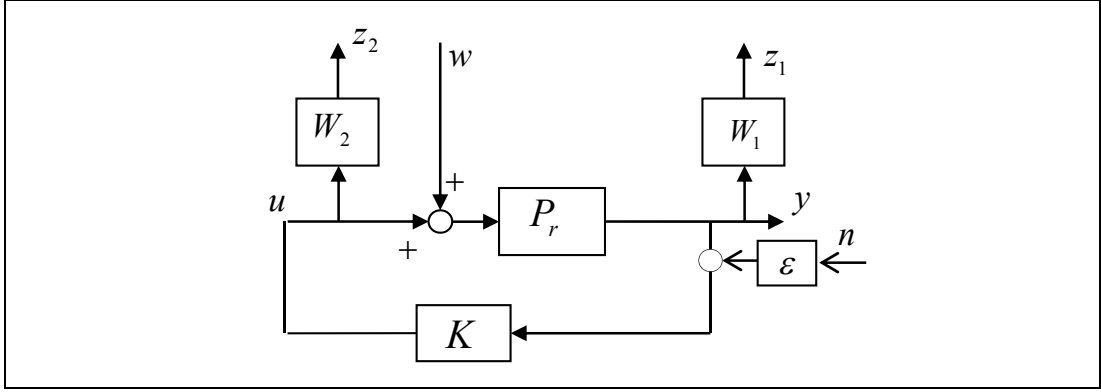 z₂
w
z₁
W₂
W₁
+
u
Pᵣ
y
+
n
ε
K